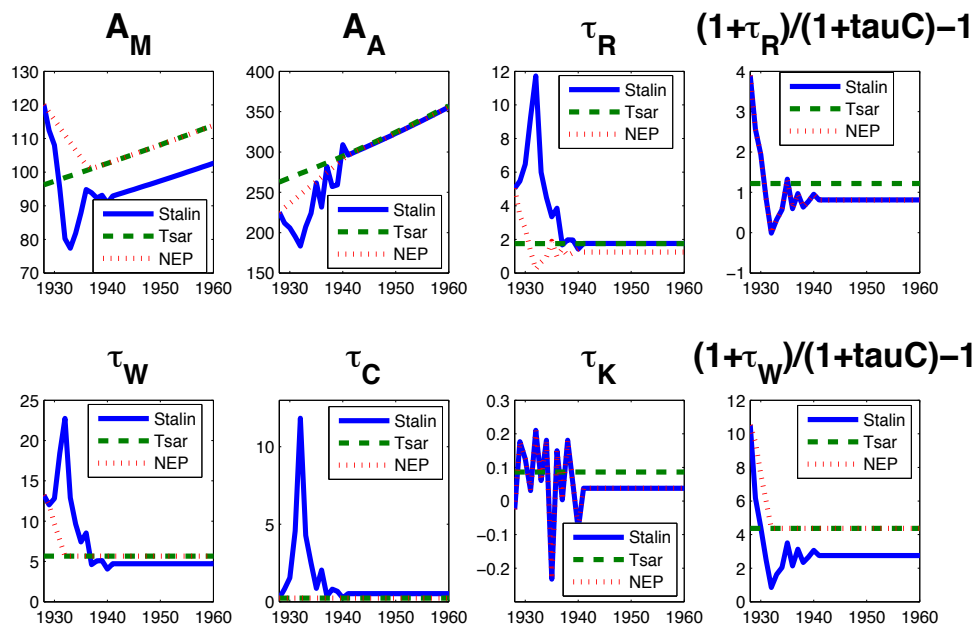 A_M
130
120
110
100
90
80
70
1930 1940 1950 1960
Stalin
Tsar
NEP
A_A
400
350
300
250
200
150
1930 1940 1950 1960
Stalin
Tsar
NEP
τ_R
12
10
8
6
4
2
0
1930 1940 1950 1960
Stalin
Tsar
NEP
(1+τ_R)/(1+tauC)−1
4
3
2
1
0
−1
1930 1940 1950 1960
Stalin
Tsar
NEP
τ_W
25
20
15
10
5
0
1930 1940 1950 1960
Stalin
Tsar
NEP
τ_C
10
5
0
1930 1940 1950 1960
Stalin
Tsar
NEP
τ_K
0.3
0.2
0.1
0
−0.1
−0.2
1930 1940 1950 1960
Stalin
Tsar
NEP
(1+τ_W)/(1+tauC)−1
12
10
8
6
4
2
0
1930 1940 1950 1960
Stalin
Tsar
NEP